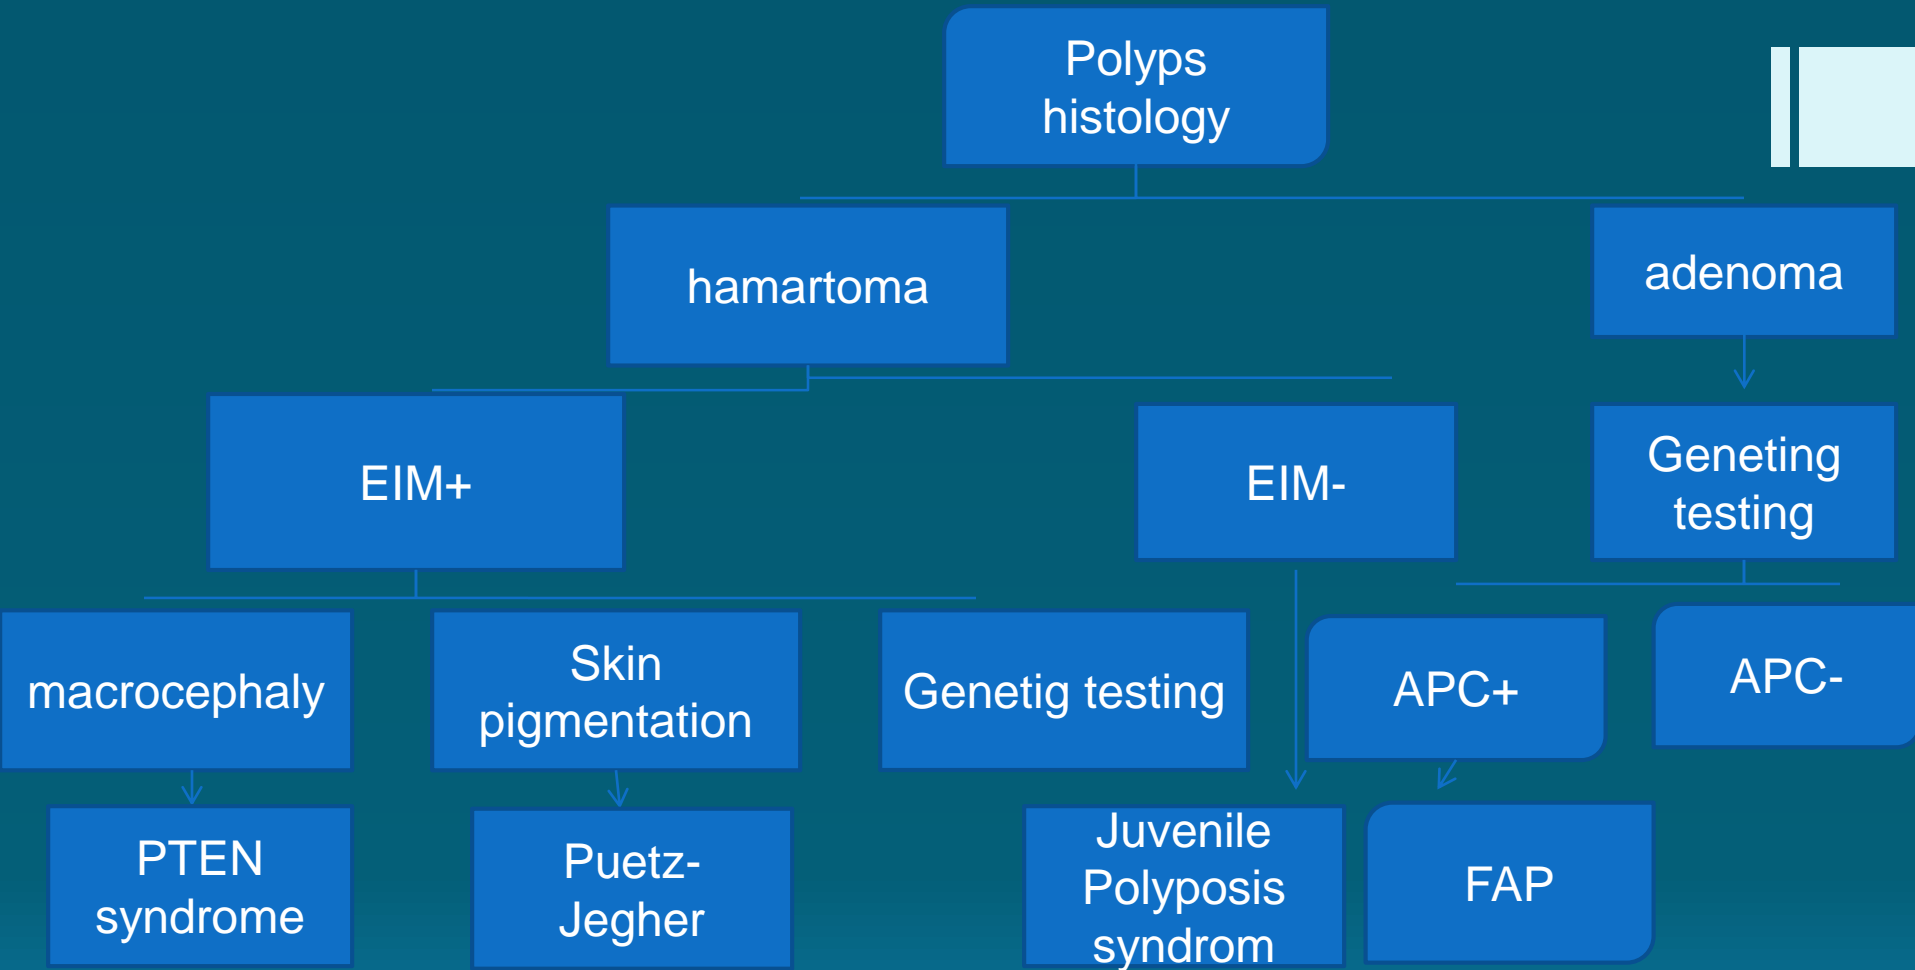 Polyps
histology
hamartoma
adenoma
EIM+
EIM-
Geneting
testing
macrocephaly
Skin
pigmentation
Genetig testing
APC+
APC-
PTEN
syndrome
Puetz-
Jegher
Juvenile
Polyposis
syndrom
FAP